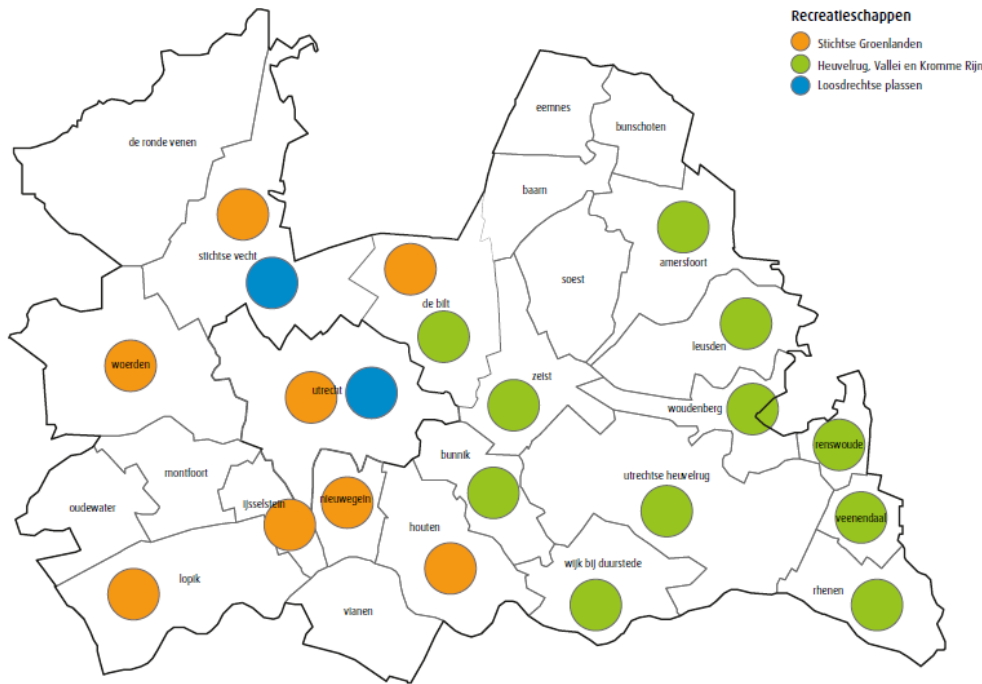 Recreatieschappen
Stichtse Groenlanden
Heuvelrug, Vallei en Kromme Rijn
Loosdrechtse plassen
eemnes
bunschoten
de ronde venen
baarn
stichtse vecht
amersfoort
soest
de bilt
leusden
woerden
zeist
utrecht
woudenberg
renswoude
bunnik
montfoort
utrechtse heuvelrug
ijsselstein
nieuwegein
oudewater
veenendaal
houten
wijk bij duurstede
lopik
rhenen
vianen